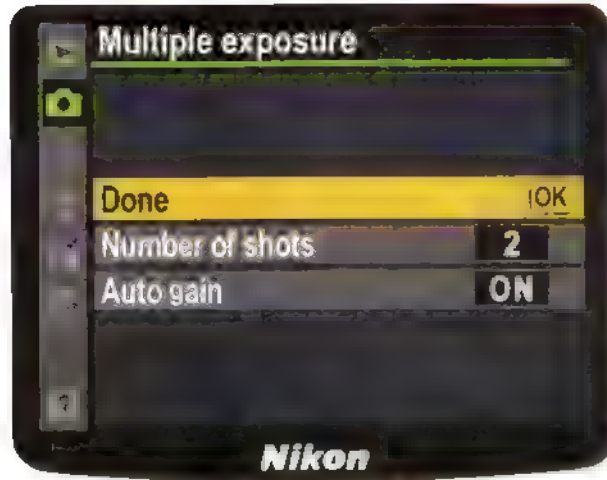 Multiple exposure
Done OK
Number of shots 2
Auto gain ON
?
Nikon